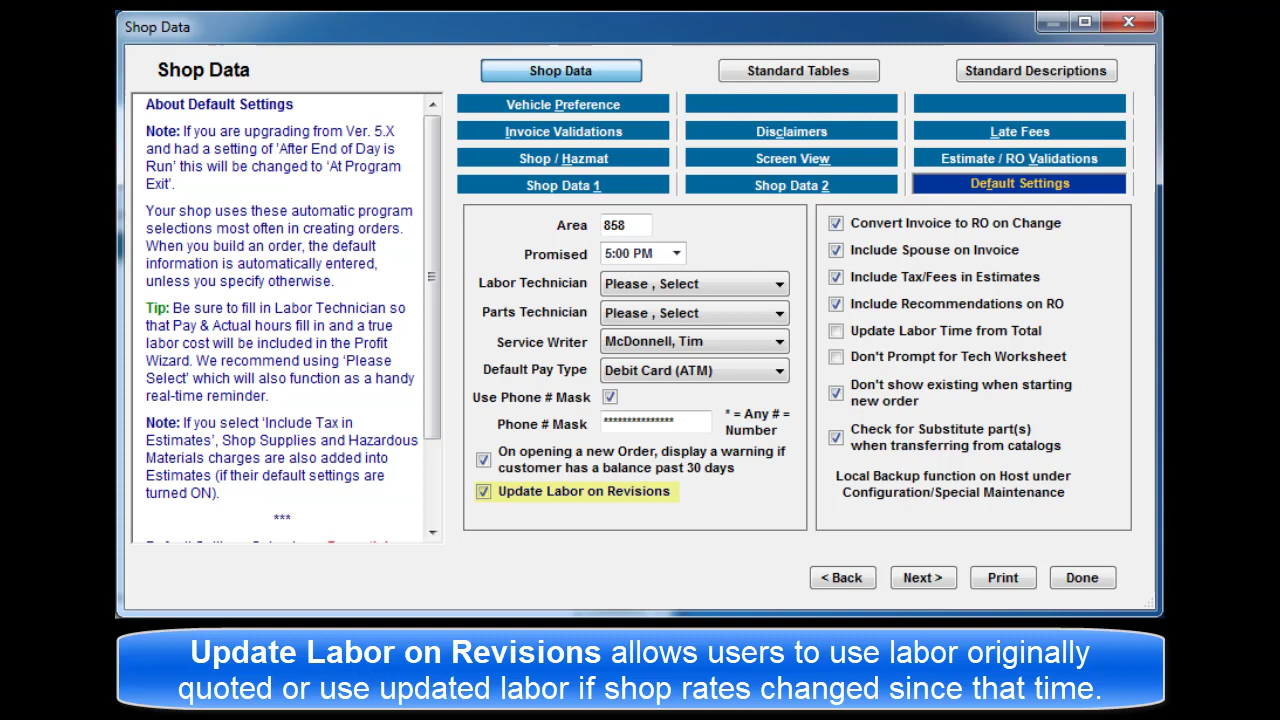 Shop Data
Shop Data
Shop Data
Standard Tables
Standard Descriptions
About Default Settings
Note: If you are upgrading from Ver. 5.X
and had a setting of 'After End of Day is
Run' this will be changed to 'At Program
Exit'.
Your shop uses these automatic program
selections most often in creating orders.
When you build an order, the default
information is automatically entered,
unless you specify otherwise.
Tip: Be sure to fill in Labor Technician so
that Pay & Actual hours fill in and a true
labor cost will be included in the Profit
Wizard. We recommend using 'Please
Select' which will also function as a handy
real-time reminder.
Note: If you select 'Include Tax in
Estimates', Shop Supplies and Hazardous
Materials charges are also added into
Estimates (if their default settings are
turned ON).
***
Vehicle Preference
Invoice Validations
Disclaimers
Late Fees
Shop / Hazmat
Screen View
Estimate / RO Validations
Shop Data 1
Shop Data 2
Default Settings
Area 858
Promised 5:00 PM
Labor Technician Please , Select
Parts Technician Please , Select
Service Writer McDonnell, Tim
Default Pay Type Debit Card (ATM)
Use Phone # Mask
Phone # Mask *************** * = Any # =
Number
On opening a new Order, display a warning if
customer has a balance past 30 days
Update Labor on Revisions
Convert Invoice to RO on Change
Include Spouse on Invoice
Include Tax/Fees in Estimates
Include Recommendations on RO
Update Labor Time from Total
Don't Prompt for Tech Worksheet
Don't show existing when starting
new order
Check for Substitute part(s)
when transferring from catalogs
Local Backup function on Host under
Configuration/Special Maintenance
< Back
Next >
Print
Done
Update Labor on Revisions allows users to use labor originally
quoted or use updated labor if shop rates changed since that time.